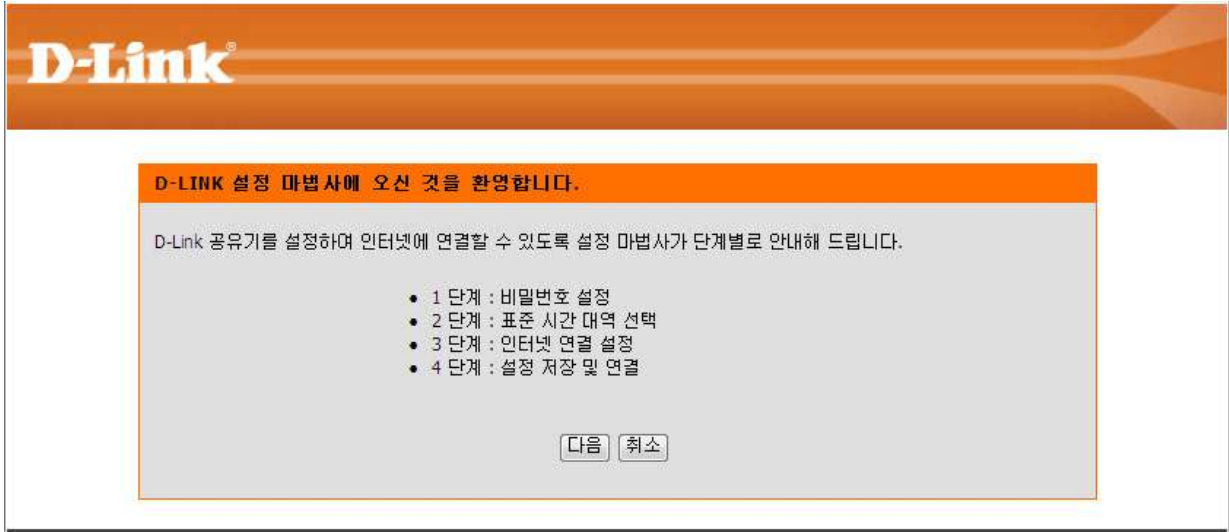 D-Link®
D-LINK 설정 마법사에 오신 것을 환영합니다.
D-Link 공유기를 설정하며 인터넷에 연결할 수 있도록 설정 마법사가 단계별로 안내해 드립니다.
• 1 단계 : 비밀번호 설정
• 2 단계 : 표준 시간 대역 선택
• 3 단계 : 인터넷 연결 설정
• 4 단계 : 설정 저장 및 연결
다음 취소